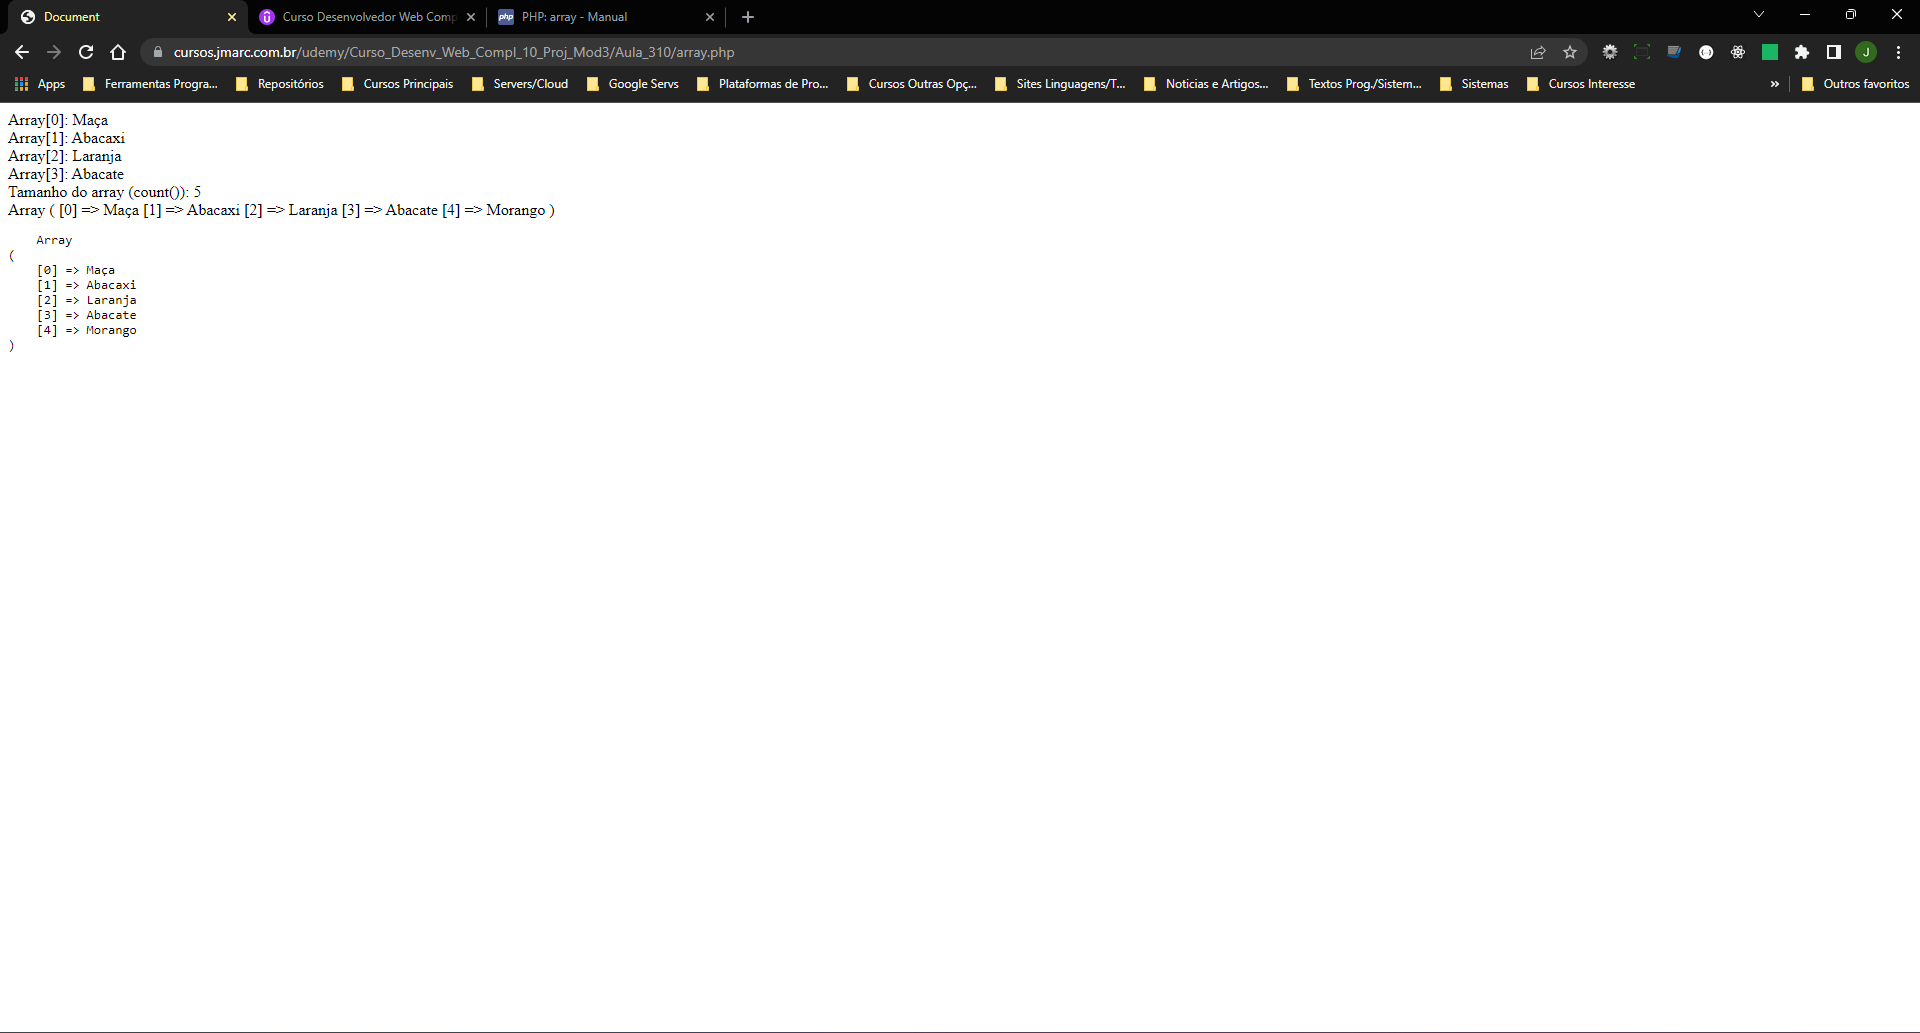 Document
Curso Desenvolvedor Web Comp
php PHP: array - Manual
cursos.jmarc.com.br/udemy/Curso_Desenv_Web_Compl_10_Proj_Mod3/Aula_310/array.php
J
Apps
Ferramentas Progra...
Repositórios
Cursos Principais
Servers/Cloud
Google Servs
Plataformas de Pro...
Cursos Outras Opç...
Sites Linguagens/T...
Noticias e Artigos...
Textos Prog./Sistem...
Sistemas
Cursos Interesse
»
Outros favoritos
Array[0]: Maça
Array[1]: Abacaxi
Array[2]: Laranja
Array[3]: Abacate
Tamanho do array (count()): 5
Array ( [0] => Maça [1] => Abacaxi [2] => Laranja [3] => Abacate [4] => Morango )
Array
(
[0] => Maça
[1] => Abacaxi
[2] => Laranja
[3] => Abacate
[4] => Morango
)